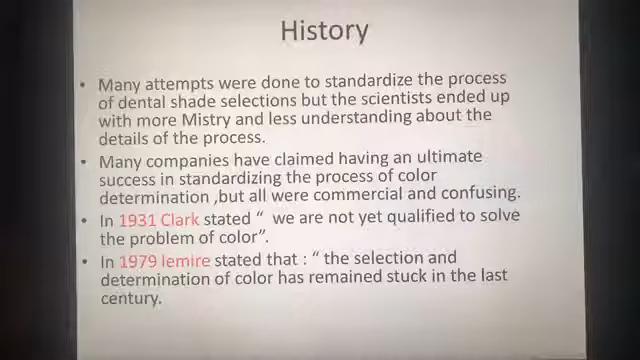 History
• Many attempts were done to standardize the process
of dental shade selections but the scientists ended up
with more Mistry and less understanding about the
details of the process.
• Many companies have claimed having an ultimate
success in standardizing the process of color
determination ,but all were commercial and confusing.
• In 1931 Clark stated “ we are not yet qualified to solve
the problem of color”.
• In 1979 lemire stated that : “ the selection and
determination of color has remained stuck in the last
century.